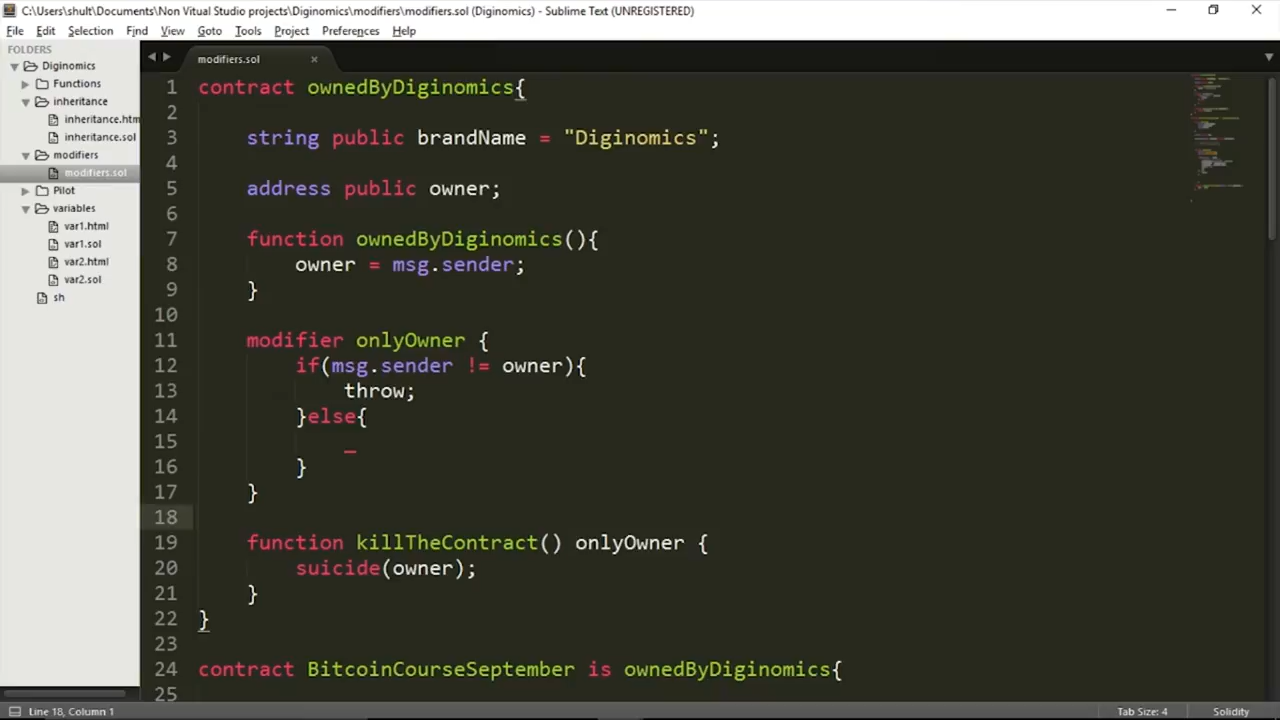 C:\Users\shult\Documents\Non Vitual Studio projects\Diginomics\modifiers\modifiers.sol (Diginomics) - Sublime Text (UNREGISTERED)
File Edit Selection Find View Goto Tools Project Preferences Help
FOLDERS
Diginomics
Functions
inheritance
inheritance.htm
inheritance.sol
modifiers
modifiers.sol
Pilot
variables
var1.html
var1.sol
var2.html
var2.sol
sh
modifiers.sol
1 contract ownedByDiginomics{
2
3 string public brandName = "Diginomics";
4
5 address public owner;
6
7 function ownedByDiginomics(){
8 owner = msg.sender;
9 }
10
11 modifier onlyOwner {
12 if(msg.sender != owner){
13 throw;
14 }else{
15 _
16 }
17 }
18
19 function killTheContract() onlyOwner {
20 suicide(owner);
21 }
22 }
23
24 contract BitcoinCourseSeptember is ownedByDiginomics{
25
Line 18, Column 1
Tab Size: 4
Solidity